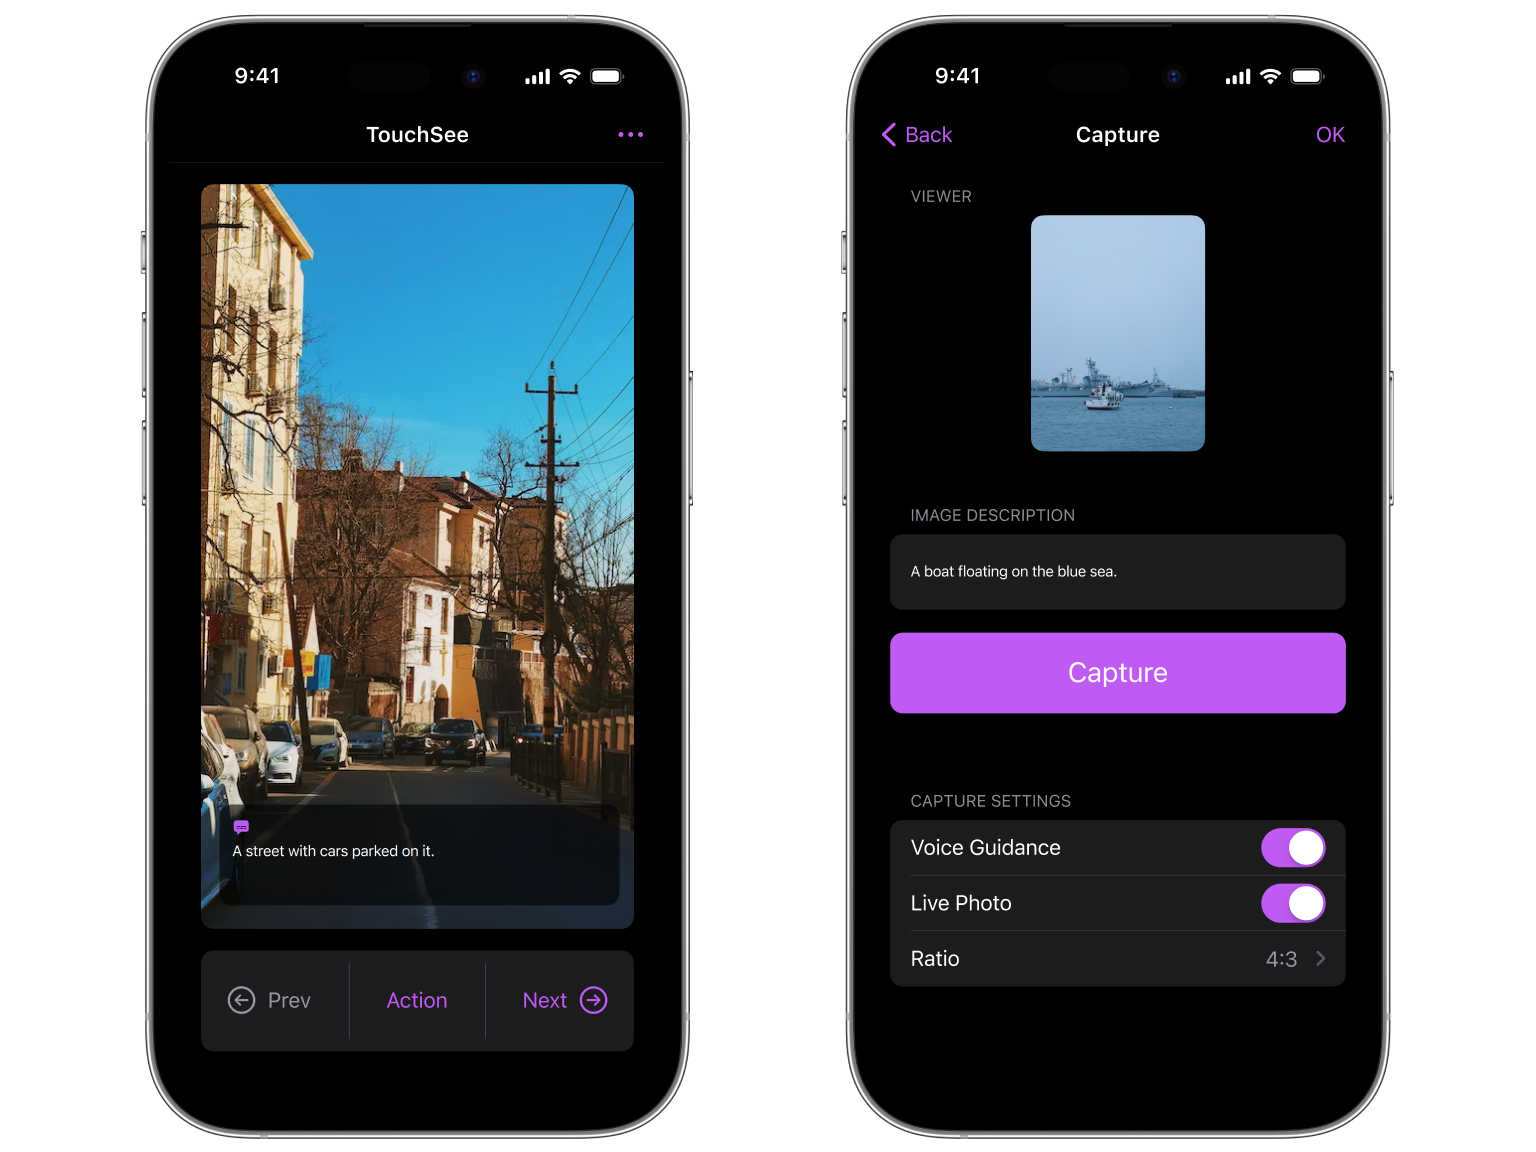 9:41
TouchSee
A street with cars parked on it.
Prev
Action
Next
9:41
Back
Capture
OK
VIEWER
IMAGE DESCRIPTION
A boat floating on the blue sea.
Capture
CAPTURE SETTINGS
Voice Guidance
Live Photo
Ratio 4:3